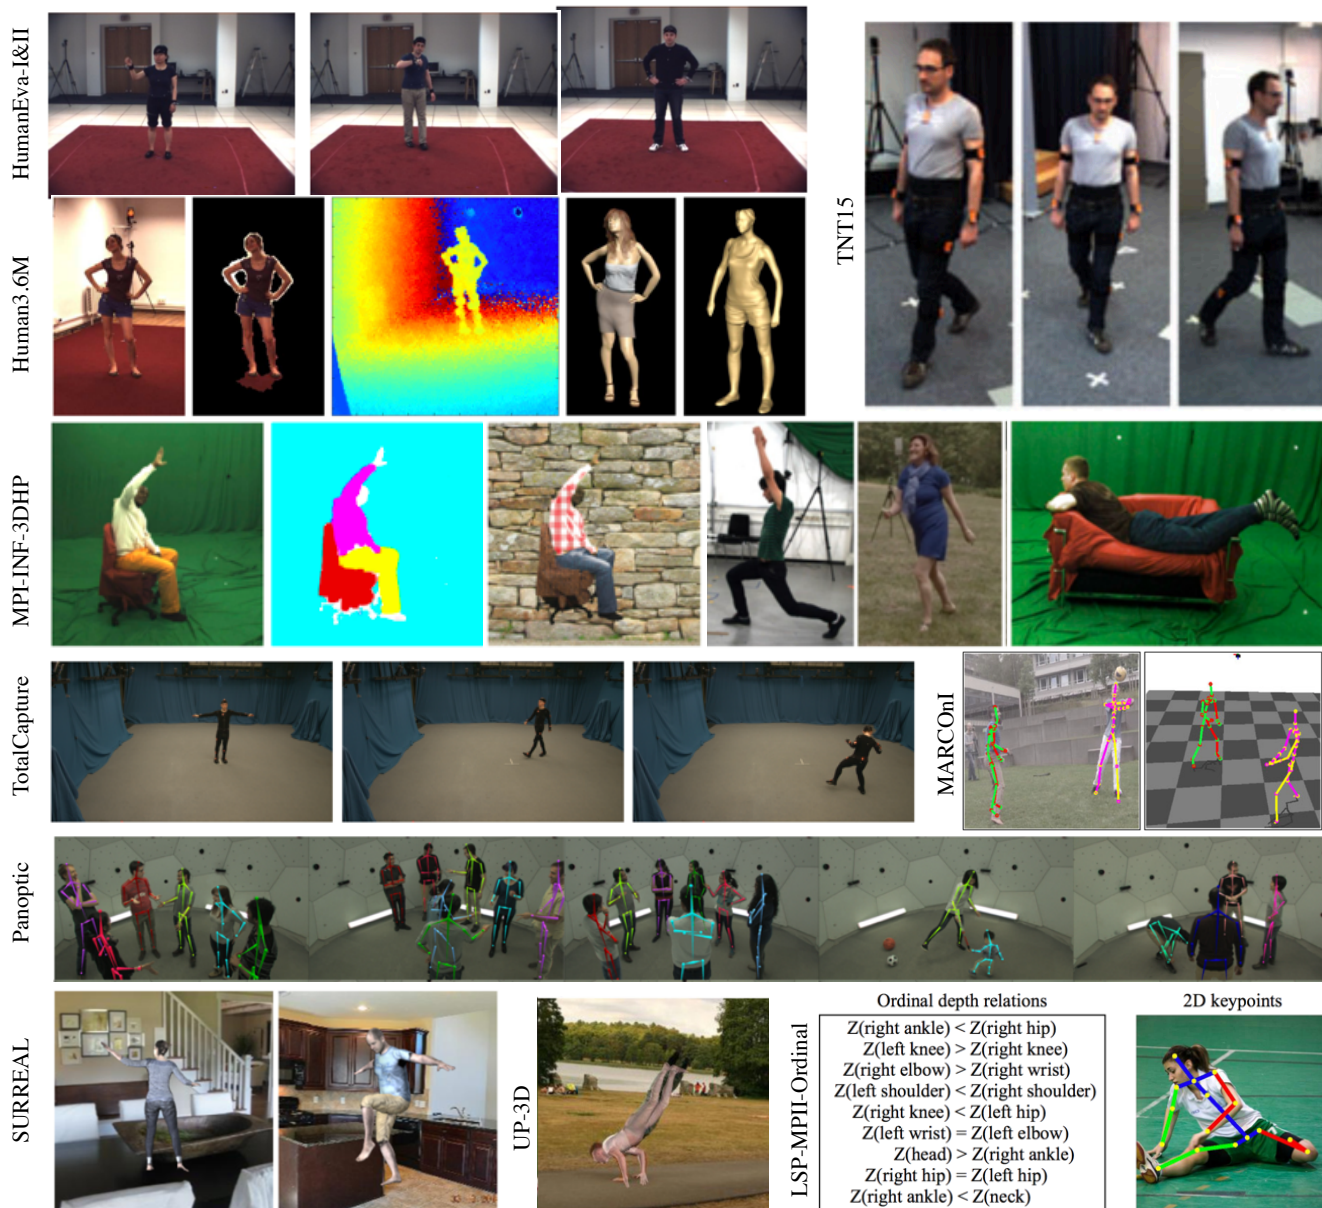 HumanEva-I&II
TNT15
Human3.6M
MPI-INF-3DHP
TotalCapture
MARCOnI
Panoptic
SURREAL
UP-3D
LSP-MPII-Ordinal
Ordinal depth relations
Z(right ankle) < Z(right hip)
Z(left knee) > Z(right knee)
Z(right elbow) > Z(right wrist)
Z(left shoulder) < Z(right shoulder)
Z(right knee) < Z(left hip)
Z(left wrist) = Z(left elbow)
Z(head) > Z(right ankle)
Z(right hip) = Z(left hip)
Z(right ankle) < Z(neck)
2D keypoints